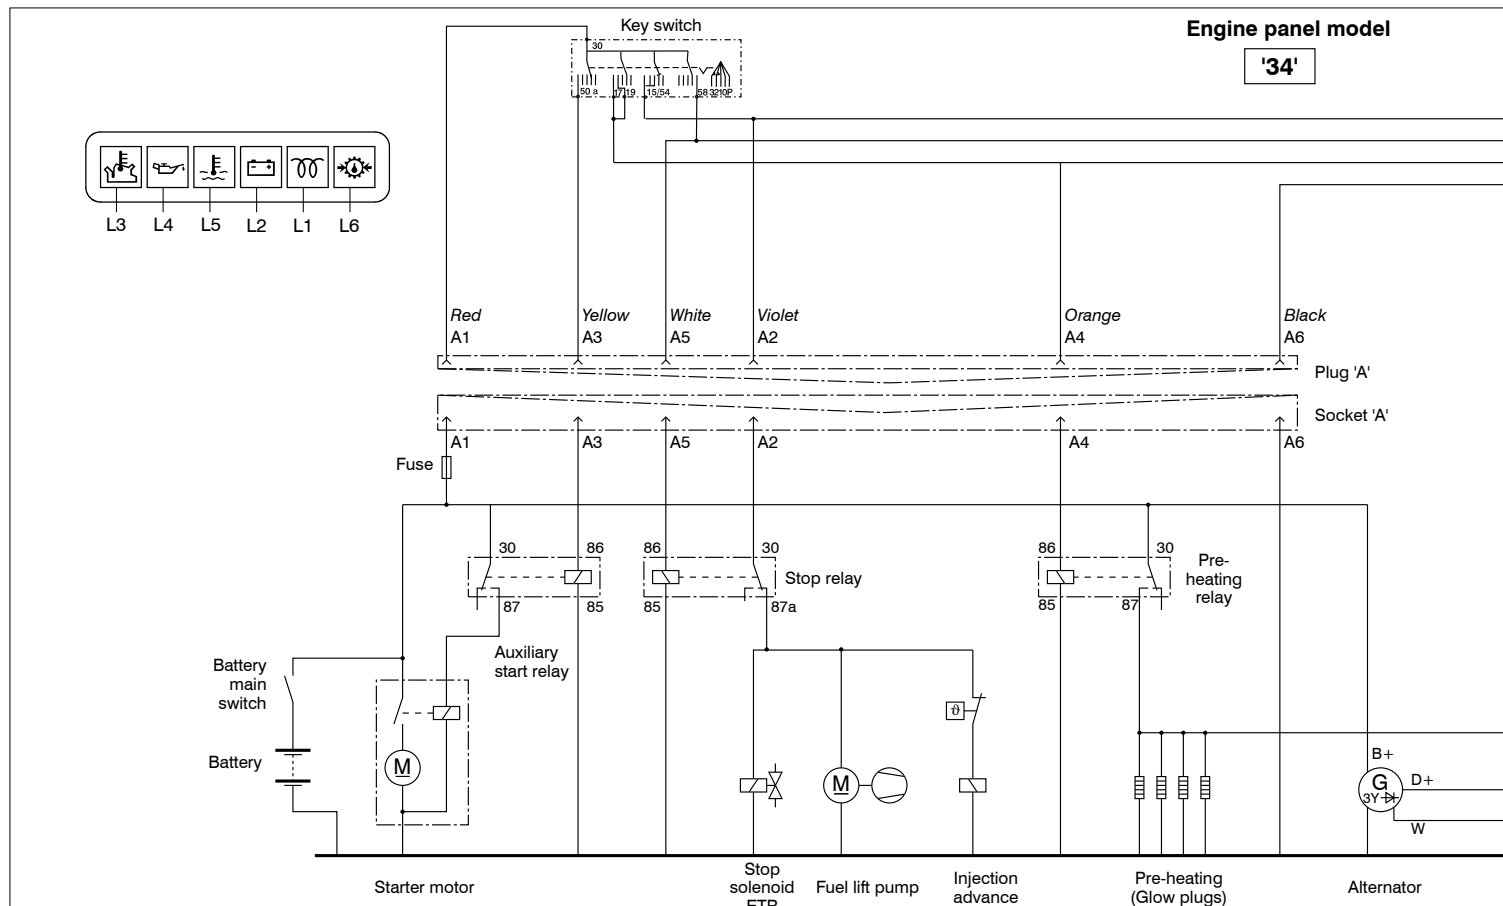 Key switch
Engine panel model
'34'
30
50 a
17/19
15/54
58
3210P
L3 L4 L5 L2 L1 L6
Red Yellow White Violet Orange Black
A1 A3 A5 A2 A4 A6
Plug 'A'
Socket 'A'
A1 A3 A5 A2 A4 A6
Fuse
30 86 86 30 86 30
Stop relay
Pre-
heating
relay
87 85 85 87a 85 87
Auxiliary
start relay
Battery
main
switch
Battery
M
ϑ
M
B+
G
3Y
D+
W
Starter motor
Stop
solenoid
ETR
Fuel lift pump
Injection
advance
Pre-heating
(Glow plugs)
Alternator